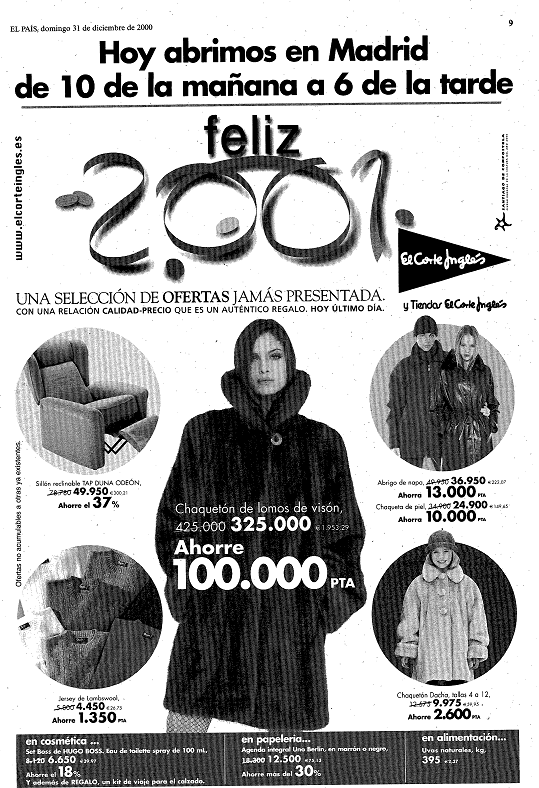 EL PAÍS, domingo 31 de diciembre de 2000
9
Hoy abrimos en Madrid
de 10 de la mañana a 6 de la tarde
feliz
2.001.
www.elcorteingles.es
SANTIAGO DE COMPOSTELA
El Corte Inglés
y Tiendas El Corte Inglés
UNA SELECCIÓN DE OFERTAS JAMÁS PRESENTADA.
CON UNA RELACIÓN CALIDAD-PRECIO QUE ES UN AUTÉNTICO REGALO. HOY ÚLTIMO DÍA.
Sillón reclinable TAP DUNA ODEÓN,
78.780 49.950 €300,21
Ahorre el 37%
Chaquetón de lomos de visón,
425.000 325.000 €1.953,29
Ahorre
100.000 PTA
Abrigo de napa, 49.950 36.950 €222,07
Ahorre 13.000 PTA
Chaqueta de piel, 34.900 24.900 €149,65
Ahorre 10.000 PTA
Ofertas no acumulables a otras ya existentes.
Jersey de Lambswool,
5.800 4.450 €26,75
Ahorre 1.350 PTA
Chaquetón Dacha, tallas 4 a 12,
12.575 9.975 €59,95
Ahorre 2.600 PTA
en cosmética...
Set Boss de HUGO BOSS. Eau de toilette spray de 100 ml,
8.120 6.650 €39,97
Ahorre el 18%
Y además de REGALO, un kit de viaje para el calzado.
en papelería...
Agenda integral Uno Berlín, en marrón o negro,
18.300 12.500 €75,13
Ahorre más del 30%
en alimentación...
Uvas naturales, kg,
395 €2,37